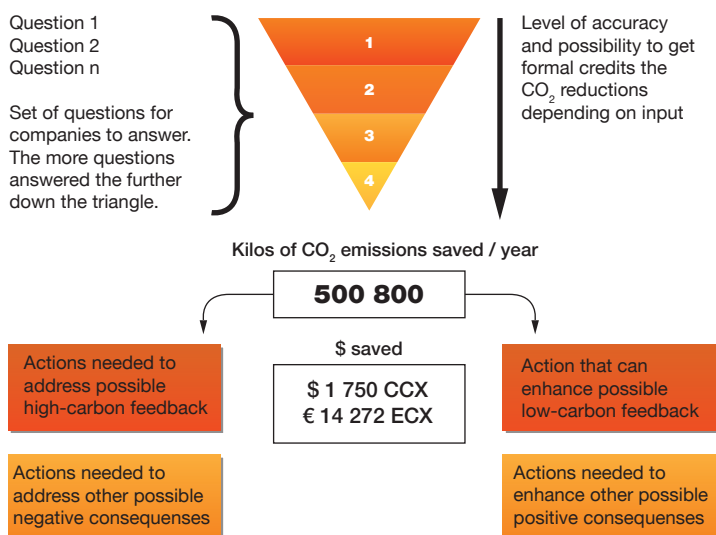 Question 1
Question 2
Question n
Set of questions for
companies to answer.
The more questions
answered the further
down the triangle.
1
2
3
4
Level of accuracy
and possibility to get
formal credits the
CO2 reductions
depending on input
Kilos of CO2 emissions saved / year
500 800
Actions needed to
address possible
high-carbon feedback
$ saved
$ 1 750 CCX
€ 14 272 ECX
Action that can
enhance possible
low-carbon feedback
Actions needed to
address other possible
negative consequenses
Actions needed to
enhance other possible
positive consequenses